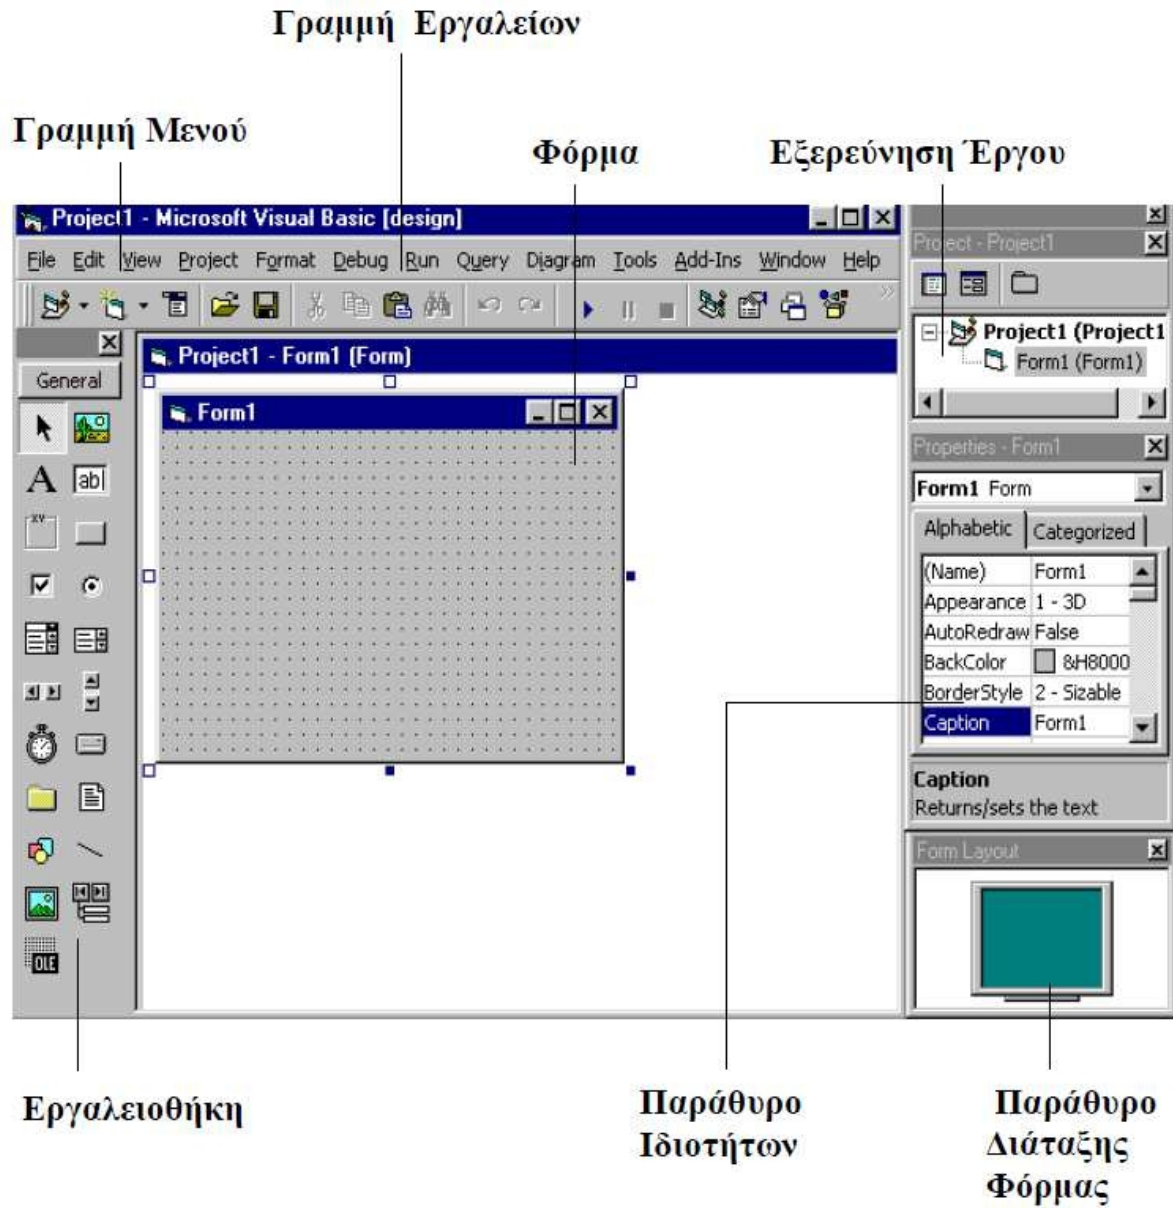 Γραμμή Εργαλείων
Γραμμή Μενού
Φόρμα
Εξερεύνηση Έργου
Project1 - Microsoft Visual Basic [design]
File Edit View Project Format Debug Run Query Diagram Tools Add-Ins Window Help
Project - Project1
Project1 (Project1
Form1 (Form1)
General
Project1 - Form1 (Form)
Form1
A ab|
XY
OLE
Properties - Form1
Form1 Form
Alphabetic Categorized
(Name) Form1
Appearance 1 - 3D
AutoRedraw False
BackColor &H8000
BorderStyle 2 - Sizable
Caption Form1
Caption
Returns/sets the text
Form Layout
Εργαλειοθήκη
Παράθυρο
Ιδιοτήτων
Παράθυρο
Διάταξης
Φόρμας